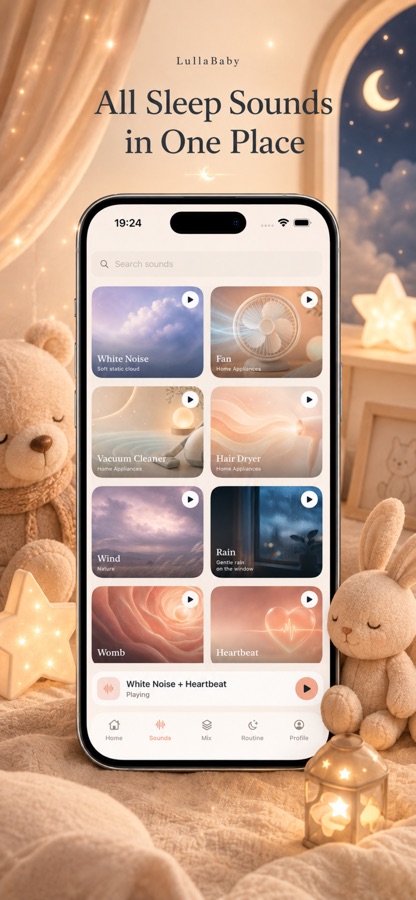 LullaBaby
All Sleep Sounds
in One Place
19:24
Search sounds
White Noise
Soft static cloud
Fan
Home Appliances
Vacuum Cleaner
Home Appliances
Hair Dryer
Home Appliances
Wind
Nature
Rain
Gentle rain
on the window
Womb
Heartbeat
White Noise + Heartbeat
Playing
Home
Sounds
Mix
Routine
Profile